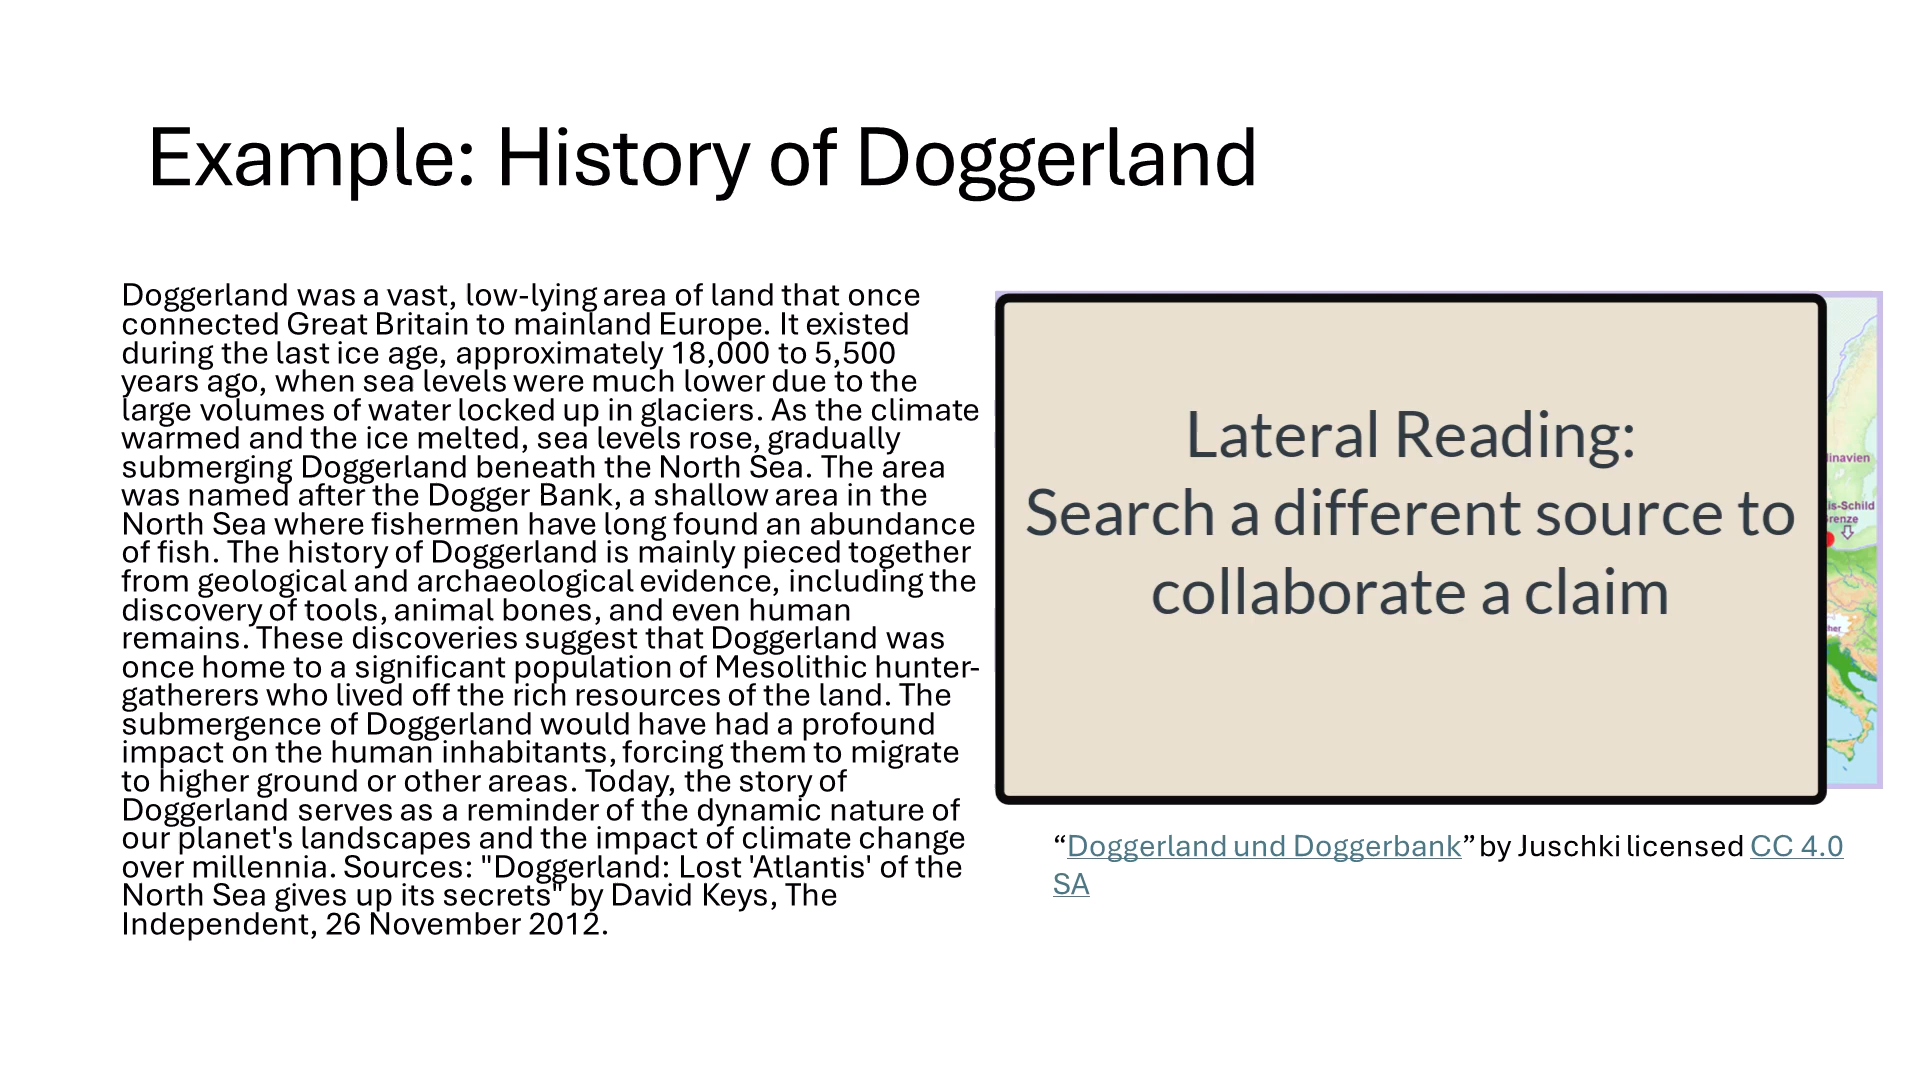 Example: History of Doggerland
Doggerland was a vast, low-lying area of land that once
connected Great Britain to mainland Europe. It existed
during the last ice age, approximately 18,000 to 5,500
years ago, when sea levels were much lower due to the
large volumes of water locked up in glaciers. As the climate
warmed and the ice melted, sea levels rose, gradually
submerging Doggerland beneath the North Sea. The area
was named after the Dogger Bank, a shallow area in the
North Sea where fishermen have long found an abundance
of fish. The history of Doggerland is mainly pieced together
from geological and archaeological evidence, including the
discovery of tools, animal bones, and even human
remains. These discoveries suggest that Doggerland was
once home to a significant population of Mesolithic hunter-
gatherers who lived off the rich resources of the land. The
submergence of Doggerland would have had a profound
impact on the human inhabitants, forcing them to migrate
to higher ground or other areas. Today, the story of
Doggerland serves as a reminder of the dynamic nature of
our planet's landscapes and the impact of climate change
over millennia. Sources: "Doggerland: Lost 'Atlantis' of the
North Sea gives up its secrets" by David Keys, The
Independent, 26 November 2012.
Lateral Reading:
Search a different source to
collaborate a claim
linavien
is-Schild
renze
her
“Doggerland und Doggerbank” by Juschki licensed CC 4.0
SA